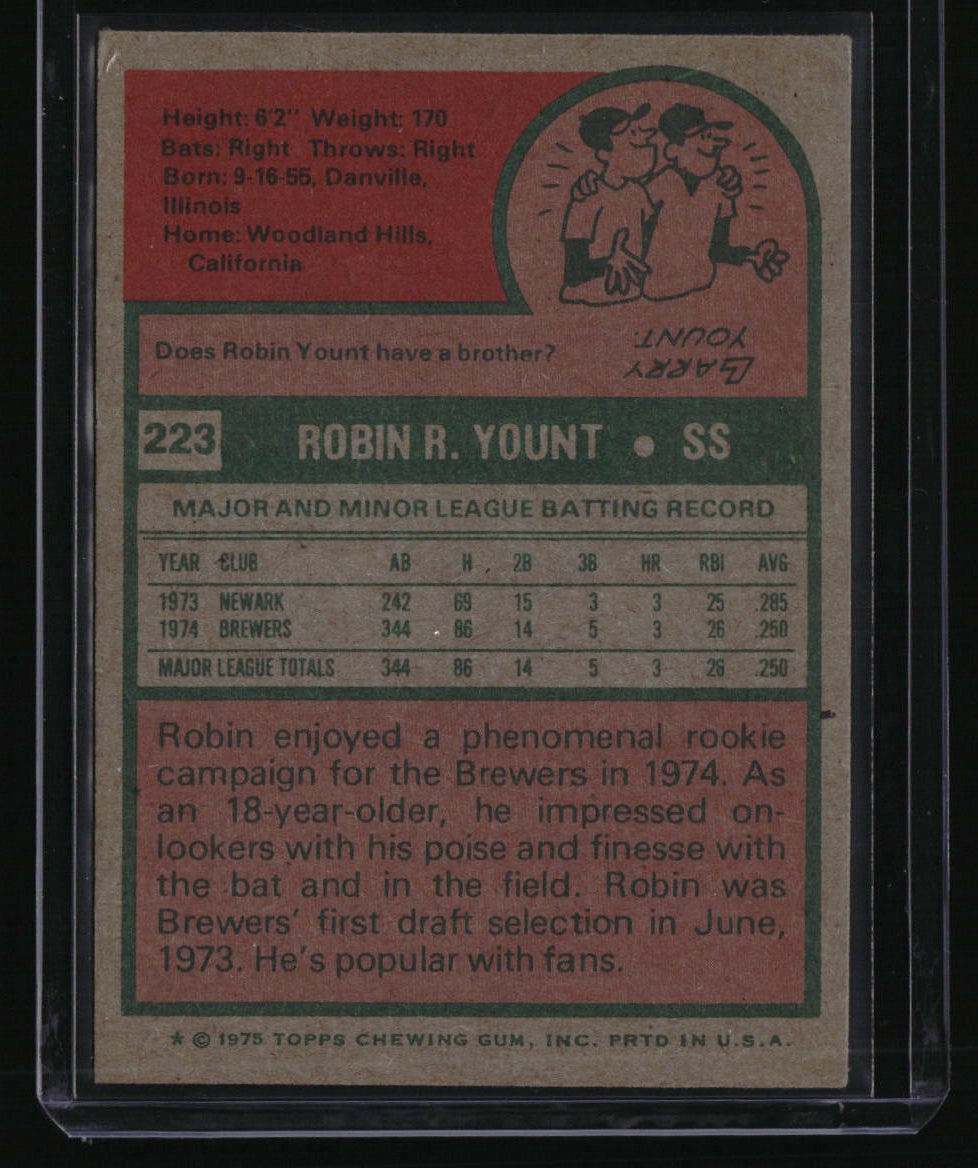 Height: 6'2" Weight: 170
Bats: Right Throws: Right
Born: 9-16-55, Danville,
Illinois
Home: Woodland Hills,
California
Does Robin Yount have a brother?
LARRY
YOUNT.
223 ROBIN R. YOUNT • SS
MAJOR AND MINOR LEAGUE BATTING RECORD
YEAR CLUB AB H 2B 3B HR RBI AVG
1973 NEWARK 242 69 15 3 3 25 .285
1974 BREWERS 344 86 14 5 3 26 .250
MAJOR LEAGUE TOTALS 344 86 14 5 3 26 .250
Robin enjoyed a phenomenal rookie
campaign for the Brewers in 1974. As
an 18-year-older, he impressed on-
lookers with his poise and finesse with
the bat and in the field. Robin was
Brewers' first draft selection in June,
1973. He's popular with fans.
* © 1975 TOPPS CHEWING GUM, INC. PRTD IN U.S.A.